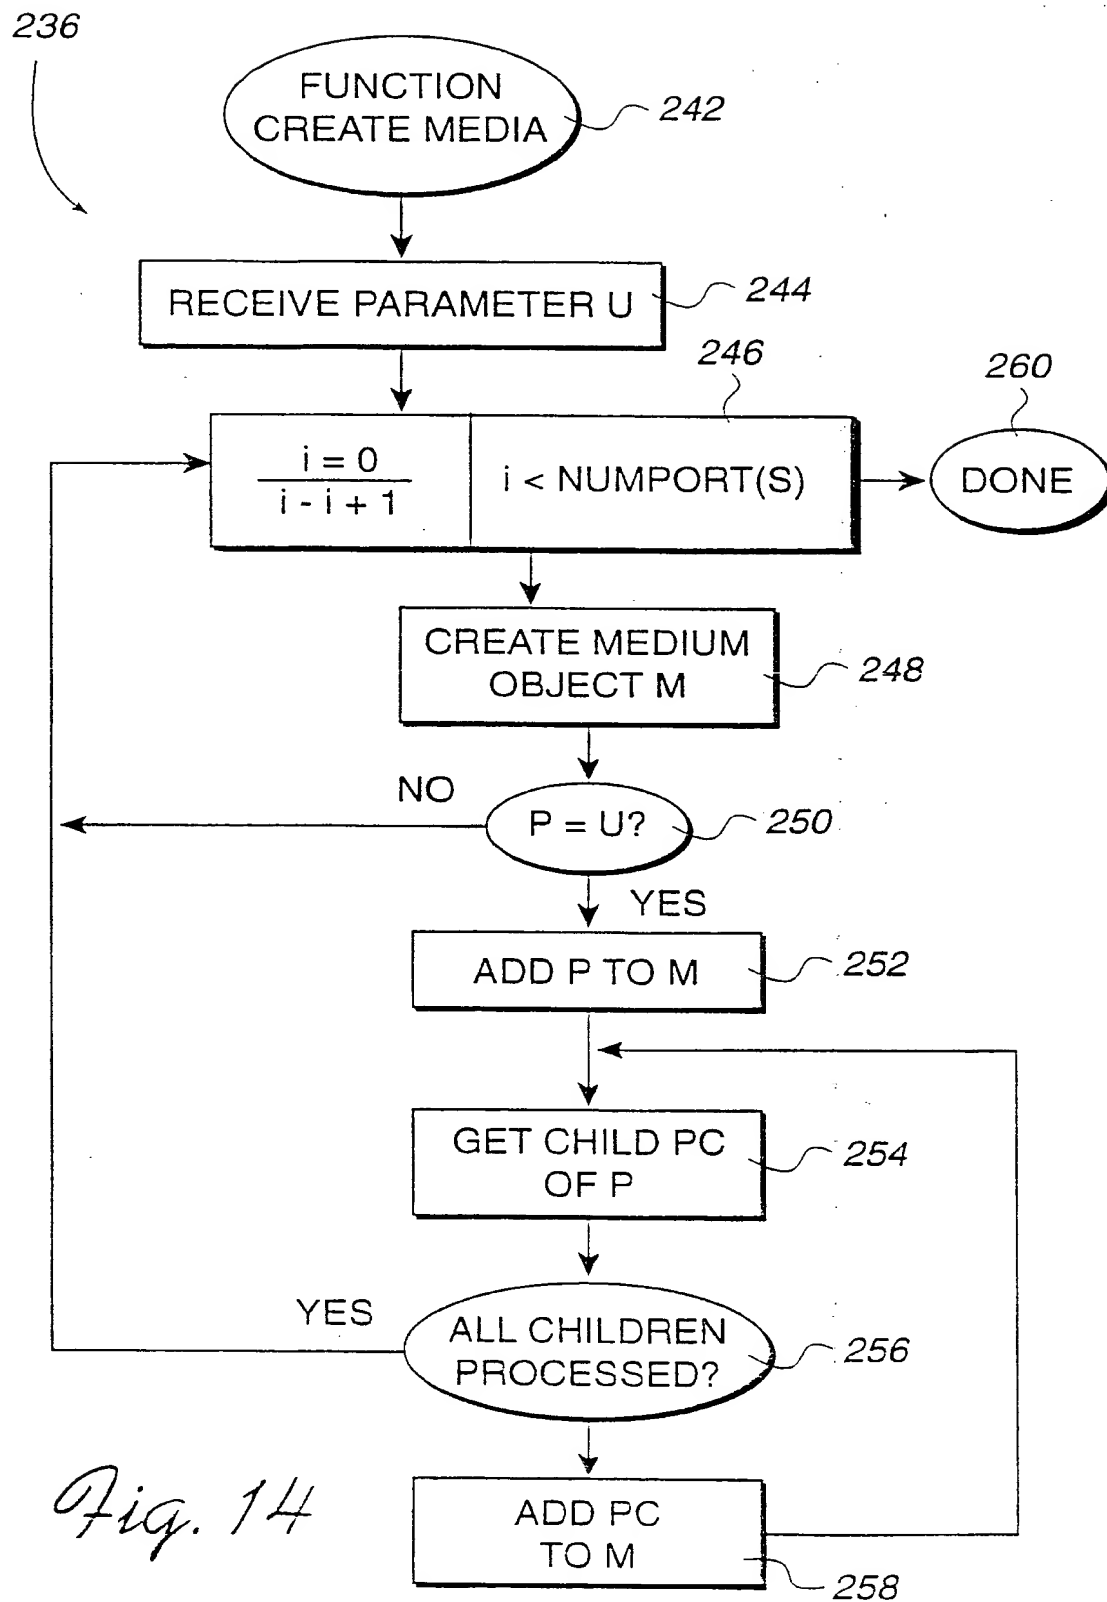 236
FUNCTION
CREATE MEDIA
242
RECEIVE PARAMETER U
244
246
i = 0
i - i + 1
i < NUMPORT(S)
260
DONE
CREATE MEDIUM
OBJECT M
248
NO
P = U?
250
YES
ADD P TO M
252
GET CHILD PC
OF P
254
YES
ALL CHILDREN
PROCESSED?
256
ADD PC
TO M
258
Fig. 14